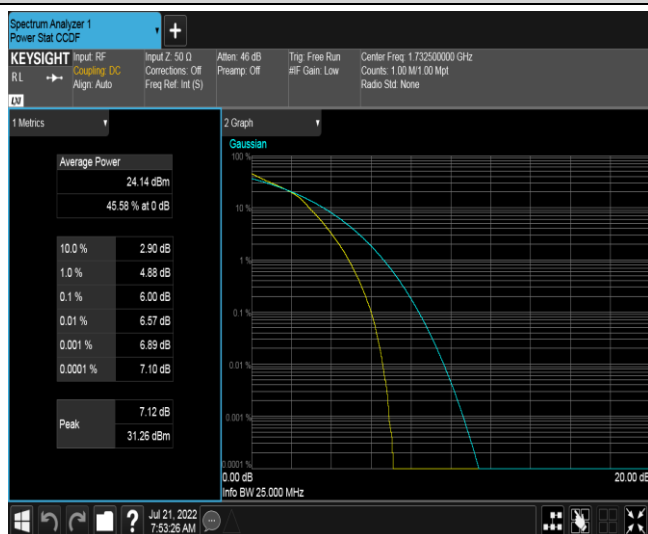 Spectrum Analyzer 1
Power Stat CCDF
KEYSIGHT
RL
LXI
Input: RF
Coupling: DC
Align: Auto
Input Z: 50 Ω
Corrections: Off
Freq Ref: Int (S)
Atten: 46 dB
Preamp: Off
Trig: Free Run
#IF Gain: Low
Center Freq: 1.732500000 GHz
Counts: 1.00 M/1.00 Mpt
Radio Std: None
1 Metrics
Average Power
24.14 dBm
45.58 % at 0 dB
10.0 % 2.90 dB
1.0 % 4.88 dB
0.1 % 6.00 dB
0.01 % 6.57 dB
0.001 % 6.89 dB
0.0001 % 7.10 dB
Peak
7.12 dB
31.26 dBm
2 Graph
Gaussian
100 %
10 %
1 %
0.1 %
0.01 %
0.001 %
0.0001 %
0.00 dB
20.00 dB
Info BW 25.000 MHz
?
Jul 21, 2022
7:53:26 AM